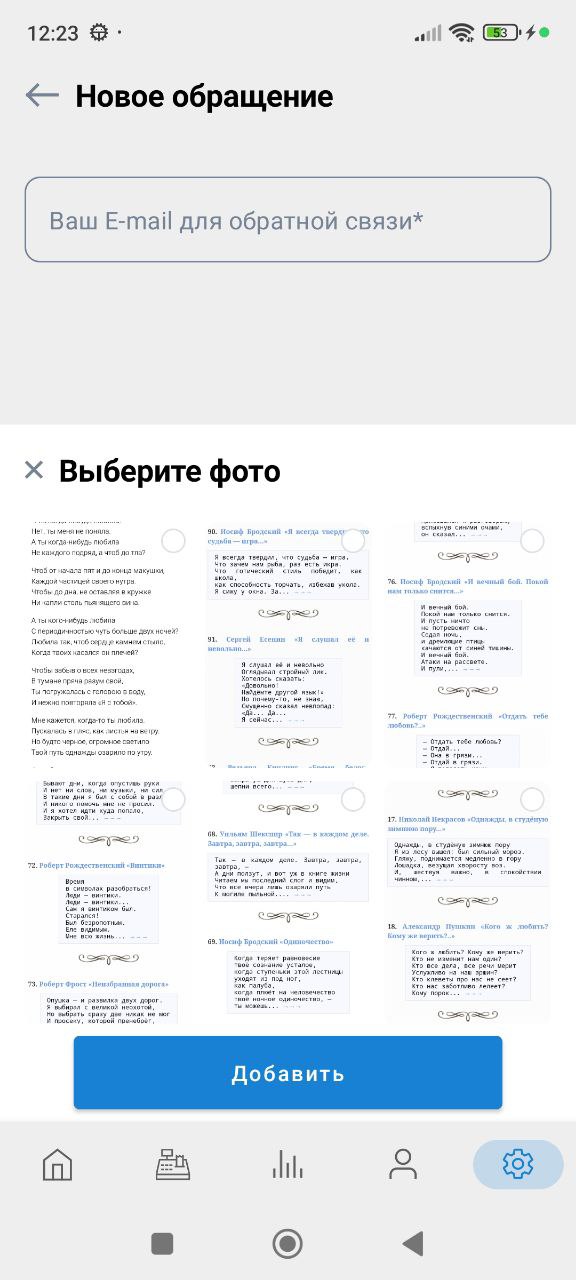 12:23
53
Новое обращение
Ваш E-mail для обратной связи*
Выберите фото
Нет, ты меня не поняла.
А ты когда-нибудь любила
Не каждого подряд, а чтоб до тла?
Чтоб от начала пят и до конца макушки,
Каждой частицей своего нутра.
Чтобы до дна, не оставляя в кружке
Ни капли столь пьянящего вина.
А ты кого-нибудь любила
С периодичностью чуть больше двух ночей?
Любила так, чтоб сердце камнем стыло,
Когда твоих касался он плечей?
Чтобы забыв о всех невзгодах,
В тумане пряча разум свой,
Ты погружалась с головою в воду,
И нежно повторяла «Я с тобой».
Мне кажется, когда-то ты любила.
Пускалась в пляс, как листья на ветру.
Но будто черное, огромное светило
Твой путь однажды озарило по утру.
90. Иосиф Бродский «Я всегда твердил, что
судьба — игра...»
Я всегда твердил, что судьба — игра.
Что зачем нам рыба, раз есть икра.
Что готический стиль победит, как
школа,
как способность торчать, избежав укола.
Я сижу у окна. За... — — —
91. Сергей Есенин «Я слушал её и
невольно...»
Я слушал её и невольно
Оглядывал стройный лик.
Хотелось сказать:
«Довольно!
Найдёмте другой язык!»
Но почему-то, не знаю,
Смущённо сказал невпопад:
«Да... Да...
Я сейчас... — — —
вспыхнув синими очами,
он сказал... — — —
76. Иосиф Бродский «И вечный бой. Покой
нам только снится...»
И вечный бой.
Покой нам только снится.
И пусть ничто
не потревожит сны.
Седая ночь,
и дремлющие птицы
качаются от синей тишины.
И вечный бой.
Атаки на рассвете.
И пули,... — — —
77. Роберт Рождественский «Отдать тебе
любовь?..»
— Отдать тебе любовь?
— Отдай...
— Она в грязи...
— Отдай в грязи.
Бывают дни, когда опустишь руки
И нет ни слов, ни музыки, ни сил
В такие дни я был с собой в разл
И никого помочь мне не просил.
И я хотел идти куда попало,
Закрыть свой... — — —
72. Роберт Рождественский «Винтики»
Время
в символах разобраться!
Люди — винтики.
Люди — винтики...
Сам я винтиком был.
Старался!
Был безропотным.
Еле видимым.
Мне всю жизнь... — — —
73. Роберт Фрост «Неизбранная дорога»
Опушка — и развилка двух дорог.
Я выбирал с великой неохотой,
Но выбрать сразу две никак не мог
И просеку, которой пренебрёг,
щепни всего... — — —
68. Уильям Шекспир «Так — в каждом деле.
Завтра, завтра, завтра...»
Так — в каждом деле. Завтра, завтра,
завтра, —
А дни ползут, и вот уж в книге жизни
Читаем мы последний слог и видим,
Что все вчера лишь озаряли путь
К могиле пыльной.... — — —
69. Иосиф Бродский «Одиночество»
Когда теряет равновесие
твоё сознание усталое,
когда ступеньки этой лестницы
уходят из под ног,
как палуба,
когда плюёт на человечество
твоё ночное одиночество, —
ты можешь... — — —
17. Николай Некрасов «Однажды, в студёную
зимнюю пору...»
Однажды, в студёную зимнюю пору
Я из лесу вышел; был сильный мороз.
Гляжу, поднимается медленно в гору
Лошадка, везущая хворосту воз.
И, шествуя важно, в спокойствии
чинном,... — — —
18. Александр Пушкин «Кого ж любить?
Кому же верить?..»
Кого ж любить? Кому же верить?
Кто не изменит нам один?
Кто все дела, все речи мерит
Услужливо на наш аршин?
Кто клеветы про нас не сеет?
Кто нас заботливо лелеет?
Кому порок... — — —
Добавить